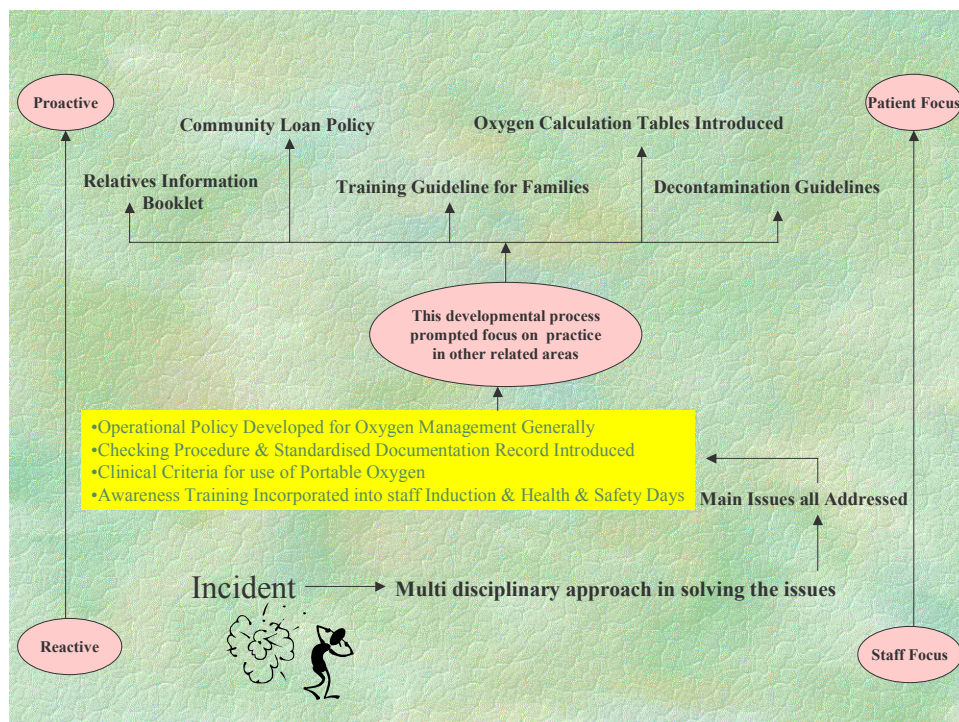 Proactive
Patient Focus
Community Loan Policy
Oxygen Calculation Tables Introduced
Relatives Information
Booklet
Training Guideline for Families
Decontamination Guidelines
This developmental process
prompted focus on practice
in other related areas
•Operational Policy Developed for Oxygen Management Generally
•Checking Procedure & Standardised Documentation Record Introduced
•Clinical Criteria for use of Portable Oxygen
•Awareness Training Incorporated into staff Induction & Health & Safety Days
Main Issues all Addressed
Incident
Multi disciplinary approach in solving the issues
Reactive
Staff Focus